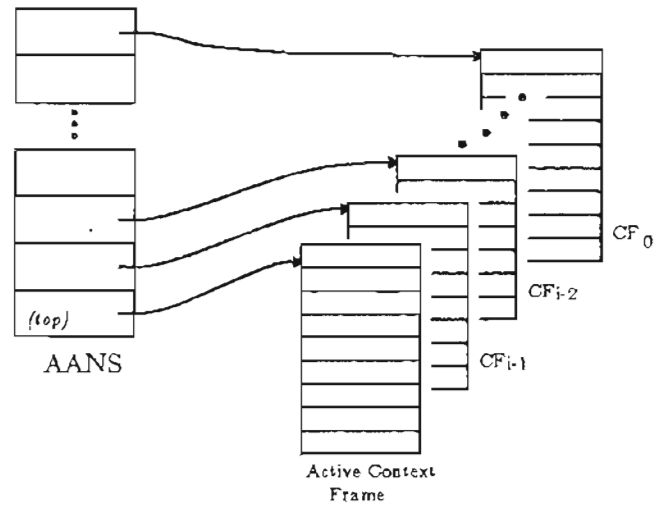 CF0
CFi-2
(top)
AANS
CFi-1
Active Context
Frame